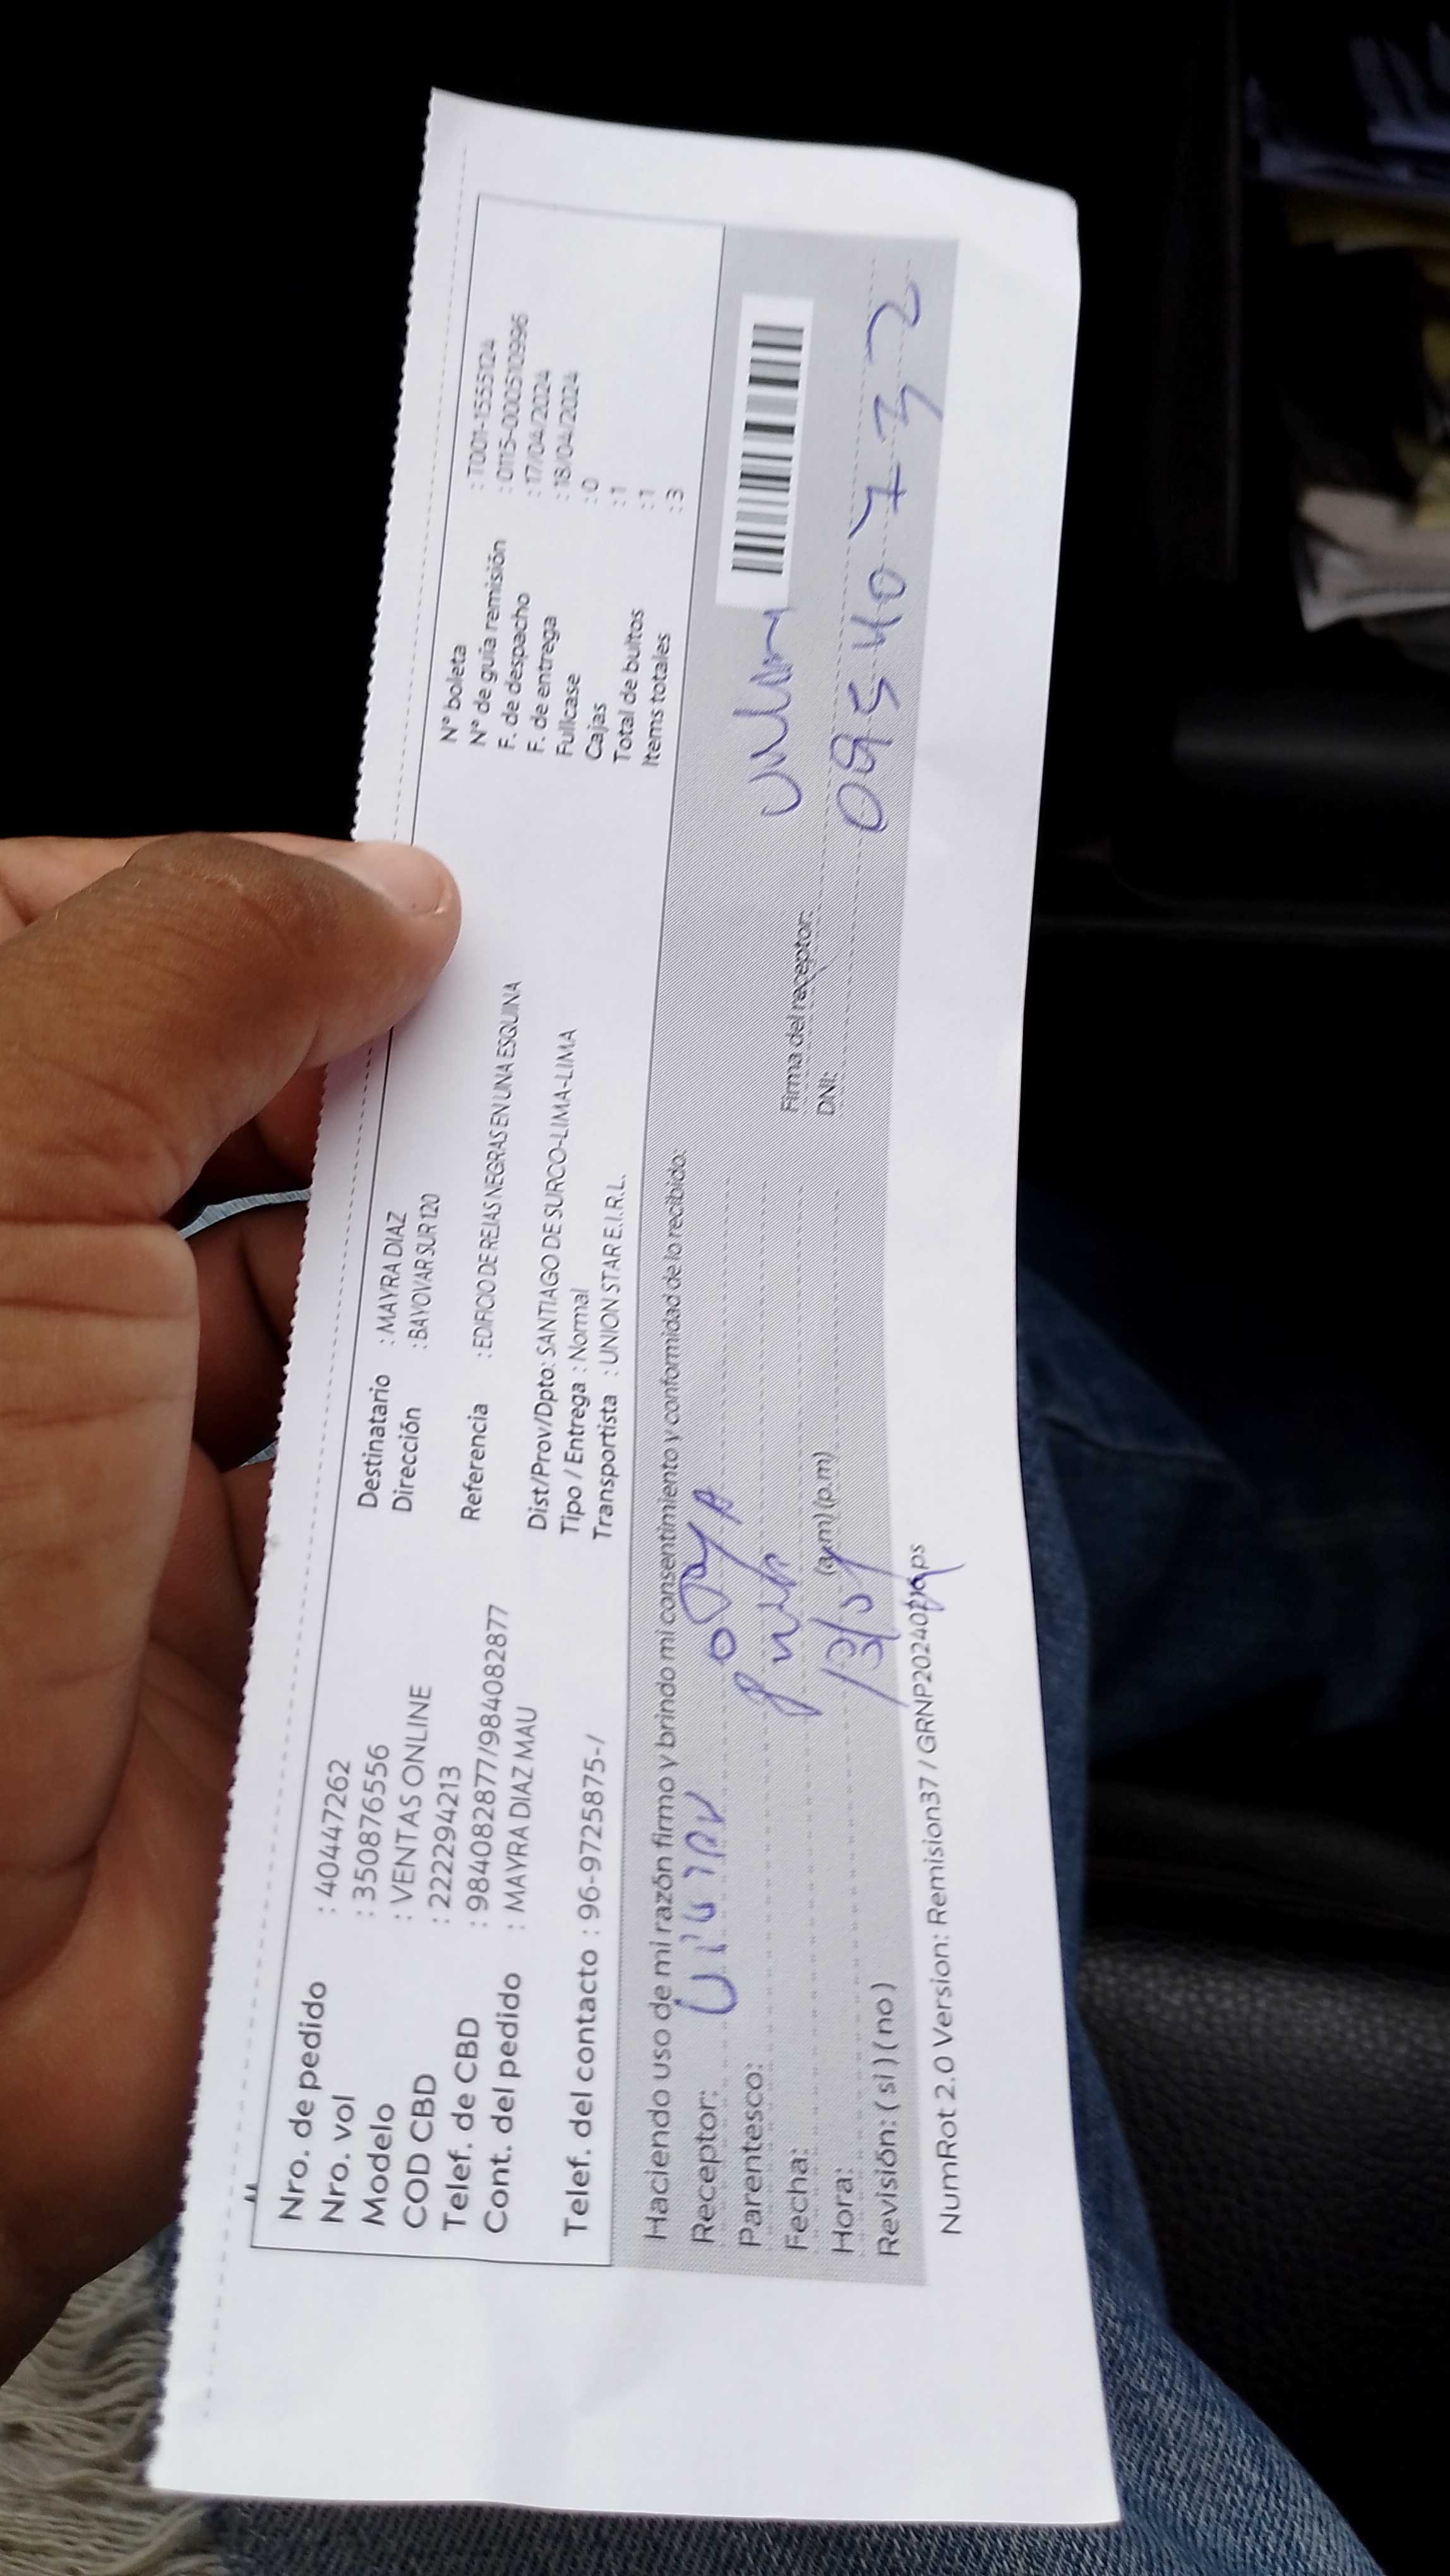 Nro. de pedido : 40447262
Nro. vol : 350876556
Modelo : VENTAS ONLINE
COD CBD : 222294213
Telef. de CBD : 984082877/984082877
Cont. del pedido : MAYRA DIAZ MAU
Telef. del contacto : 96-9725875-/
Destinatario : MAYRA DIAZ
Dirección : BAYOVAR SUR 120
Referencia : EDIFICIO DE REJAS NEGRAS EN UNA ESQUINA
Dist/Prov/Dpto: SANTIAGO DE SURCO-LIMA-LIMA
Tipo / Entrega : Normal
Transportista : UNION STAR E.I.R.L.
N° boleta : T001-1555124
N° de guía remisión : 0115-000510996
F. de despacho : 17/04/2024
F. de entrega : 18/04/2024
Fullcase : 0
Cajas : 1
Total de bultos : 1
Items totales : 3
Haciendo uso de mi razón firmo y brindo mi consentimiento y conformidad de lo recibido:
Receptor:
Parentesco:
Fecha:
Hora: (a.m) (p.m)
Revisión: ( si ) ( no )
Firma del receptor:
DNI: 09540732
NumRot 2.0 Version: Remision37 / GRNP20240